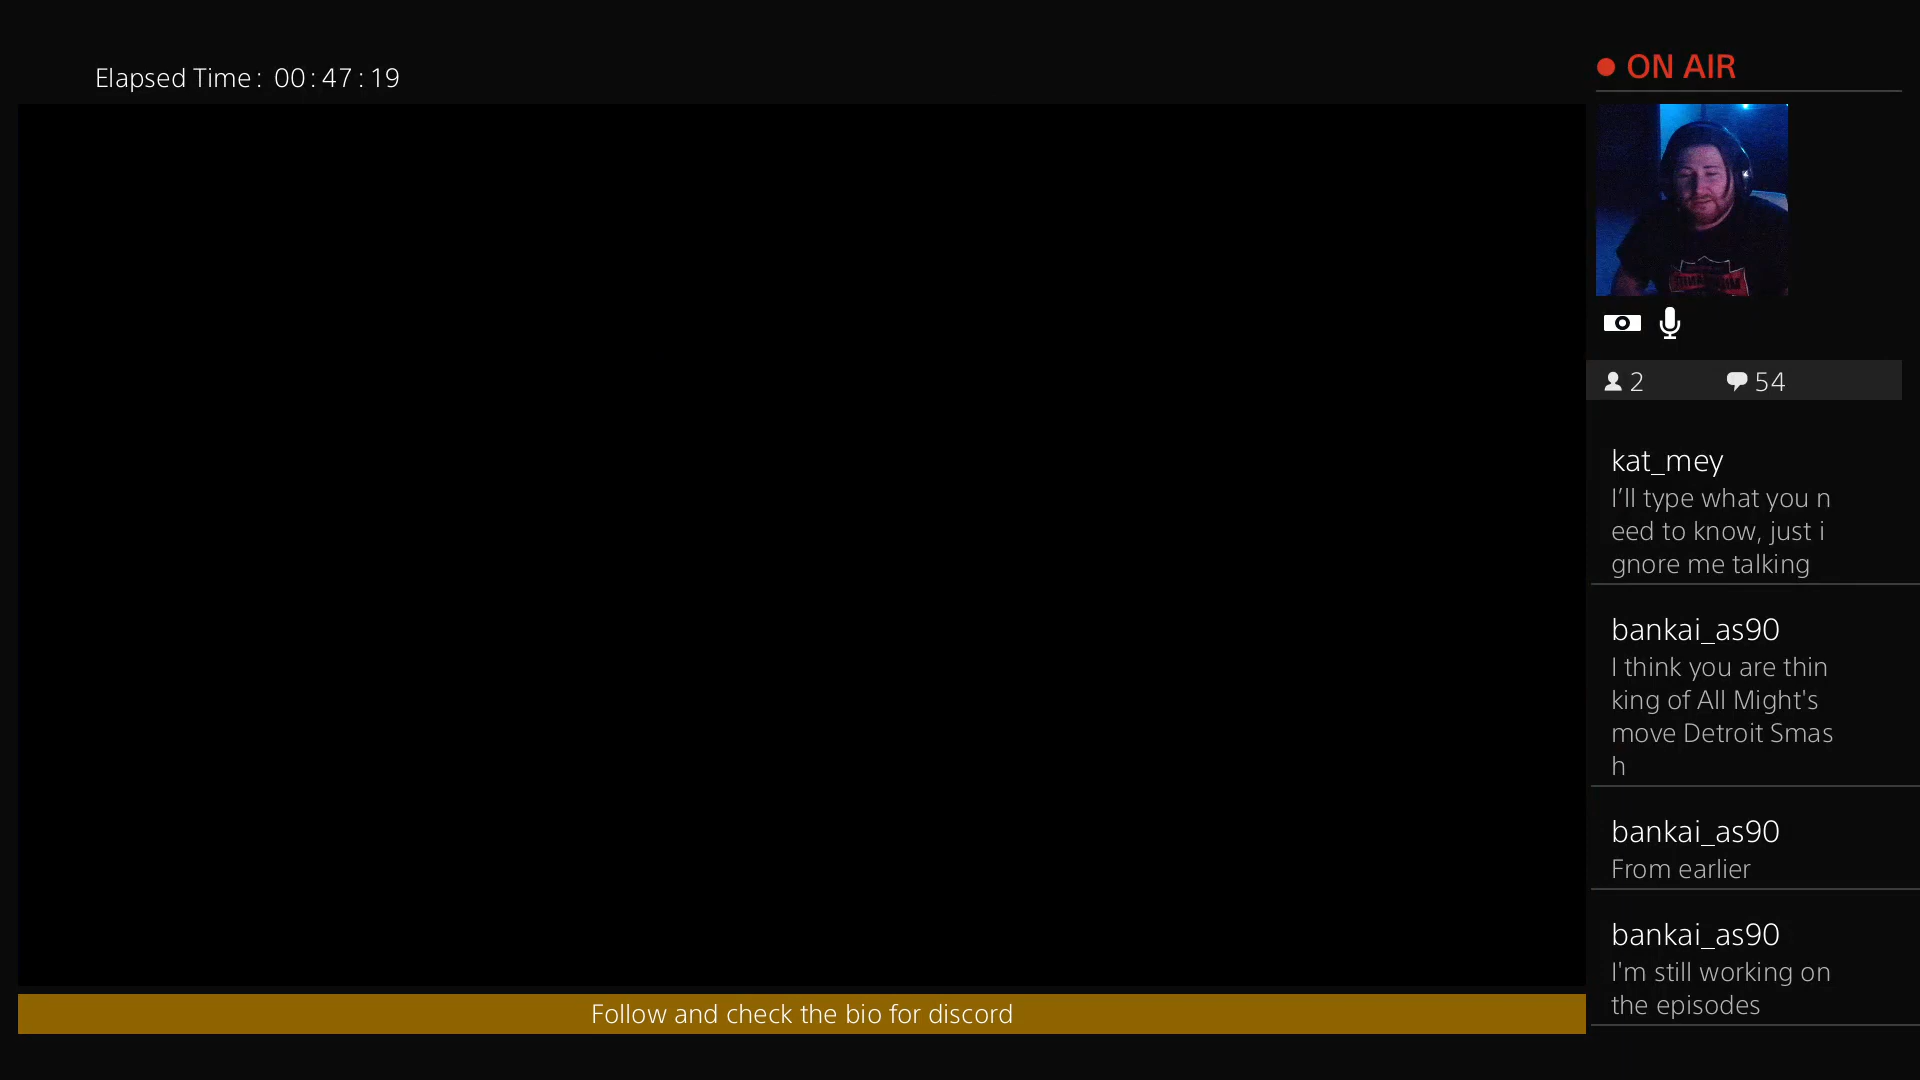 Elapsed Time: 00:47:19
ON AIR
2
54
kat_mey
I’ll type what you n
eed to know, just i
gnore me talking
bankai_as90
I think you are thin
king of All Might's
move Detroit Smas
h
bankai_as90
From earlier
bankai_as90
I'm still working on
the episodes
Follow and check the bio for discord